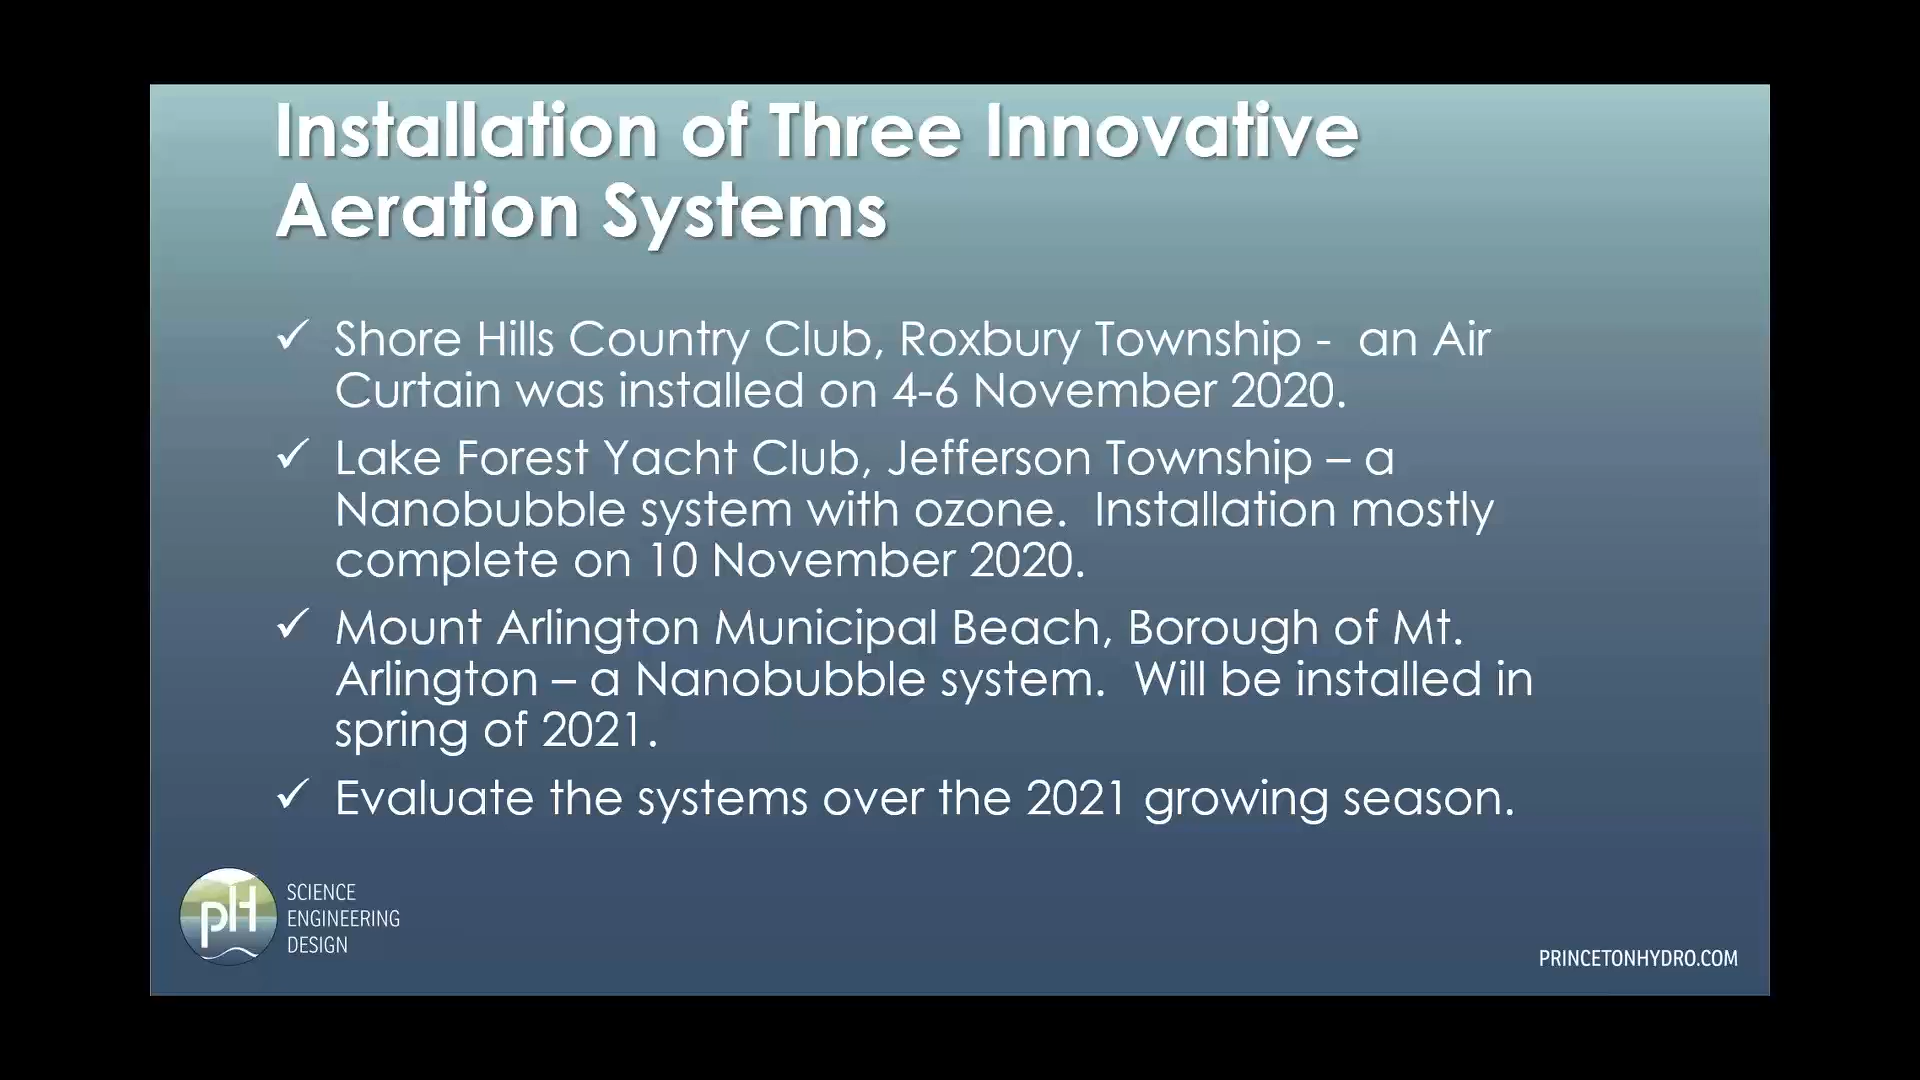 Installation of Three Innovative
Aeration Systems
✓ Shore Hills Country Club, Roxbury Township -  an Air
Curtain was installed on 4-6 November 2020.
✓ Lake Forest Yacht Club, Jefferson Township – a
Nanobubble system with ozone.  Installation mostly
complete on 10 November 2020.
✓ Mount Arlington Municipal Beach, Borough of Mt.
Arlington – a Nanobubble system.  Will be installed in
spring of 2021.
✓ Evaluate the systems over the 2021 growing season.
pH
SCIENCE
ENGINEERING
DESIGN
PRINCETONHYDRO.COM